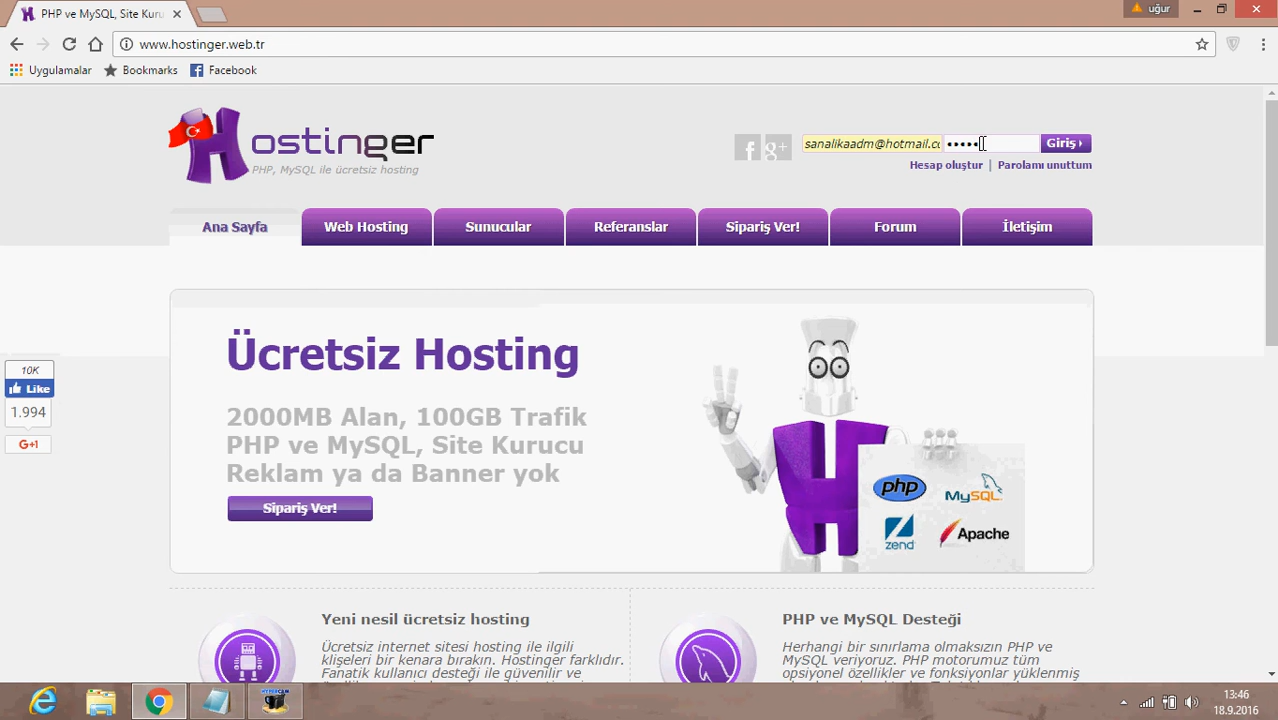 PHP ve MySQL, Site Kuru
uğur
www.hostinger.web.tr
Uygulamalar
Bookmarks
Facebook
Hostinger
PHP, MySQL ile ücretsiz hosting
sanalikaadm@hotmail.co
Giriş
Hesap oluştur | Parolamı unuttum
Ana Sayfa
Web Hosting
Sunucular
Referanslar
Sipariş Ver!
Forum
İletişim
Ücretsiz Hosting
2000MB Alan, 100GB Trafik
PHP ve MySQL, Site Kurucu
Reklam ya da Banner yok
Sipariş Ver!
php
MySQL
zend
Apache
10K
Like
1.994
G+1
Yeni nesil ücretsiz hosting
Ücretsiz internet sitesi hosting ile ilgili
klişeleri bir kenara bırakın. Hostinger farklıdır.
Fanatik kullanıcı desteği ile güvenilir ve
PHP ve MySQL Desteği
Herhangi bir sınırlama olmaksızın PHP ve
MySQL veriyoruz. PHP motorumuz tüm
opsiyonel özellikler ve fonksiyonlar yüklenmiş
HYPERCAM
13:46
18.9.2016